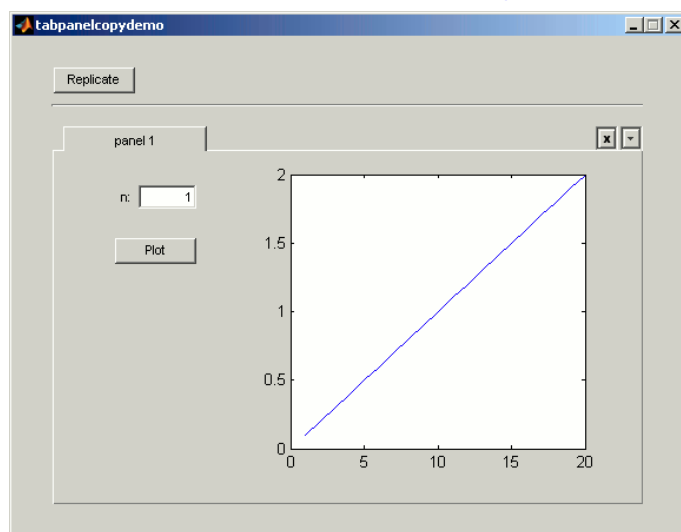 tabpanelcopydemo
Replicate
panel 1
x
n: 1
Plot
2
1.5
1
0.5
0
0 5 10 15 20